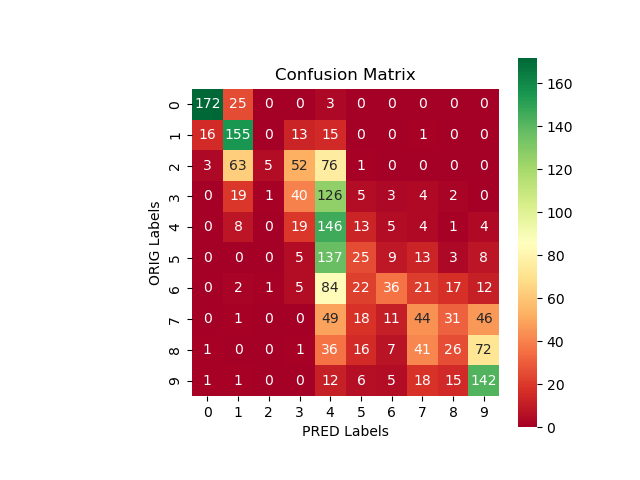 Confusion Matrix
ORIG Labels
0 172 25 0 0 3 0 0 0 0 0
1 16 155 0 13 15 0 0 1 0 0
2 3 63 5 52 76 1 0 0 0 0
3 0 19 1 40 126 5 3 4 2 0
4 0 8 0 19 146 13 5 4 1 4
5 0 0 0 5 137 25 9 13 3 8
6 0 2 1 5 84 22 36 21 17 12
7 0 1 0 0 49 18 11 44 31 46
8 1 0 0 1 36 16 7 41 26 72
9 1 1 0 0 12 6 5 18 15 142
0 1 2 3 4 5 6 7 8 9
PRED Labels
160
140
120
100
80
60
40
20
0